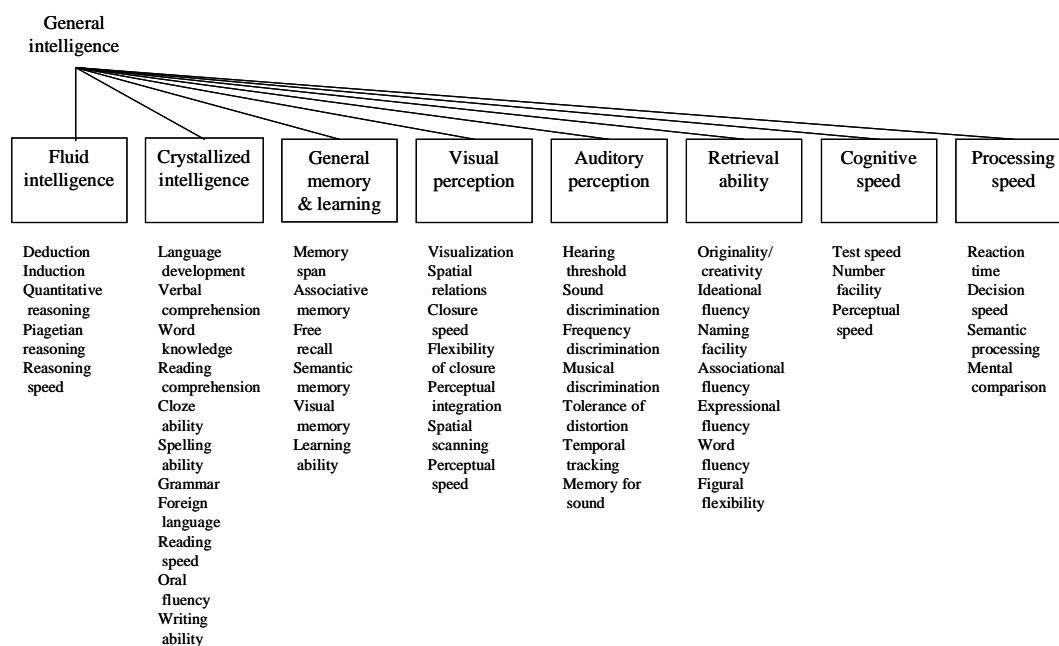 General
intelligence
Fluid
intelligence
Crystallized
intelligence
General
memory
& learning
Visual
perception
Auditory
perception
Retrieval
ability
Cognitive
speed
Processing
speed
Deduction
Induction
Quantitative
reasoning
Piagetian
reasoning
Reasoning
speed
Language
development
Verbal
comprehension
Word
knowledge
Reading
comprehension
Cloze
ability
Spelling
ability
Grammar
Foreign
language
Reading
speed
Oral
fluency
Writing
ability
Memory
span
Associative
memory
Free
recall
Semantic
memory
Visual
memory
Learning
ability
Visualization
Spatial
relations
Closure
speed
Flexibility
of closure
Perceptual
integration
Spatial
scanning
Perceptual
speed
Hearing
threshold
Sound
discrimination
Frequency
discrimination
Musical
discrimination
Tolerance of
distortion
Temporal
tracking
Memory for
sound
Originality/
creativity
Ideational
fluency
Naming
facility
Associational
fluency
Expressional
fluency
Word
fluency
Figural
flexibility
Test speed
Number
facility
Perceptual
speed
Reaction
time
Decision
speed
Semantic
processing
Mental
comparison